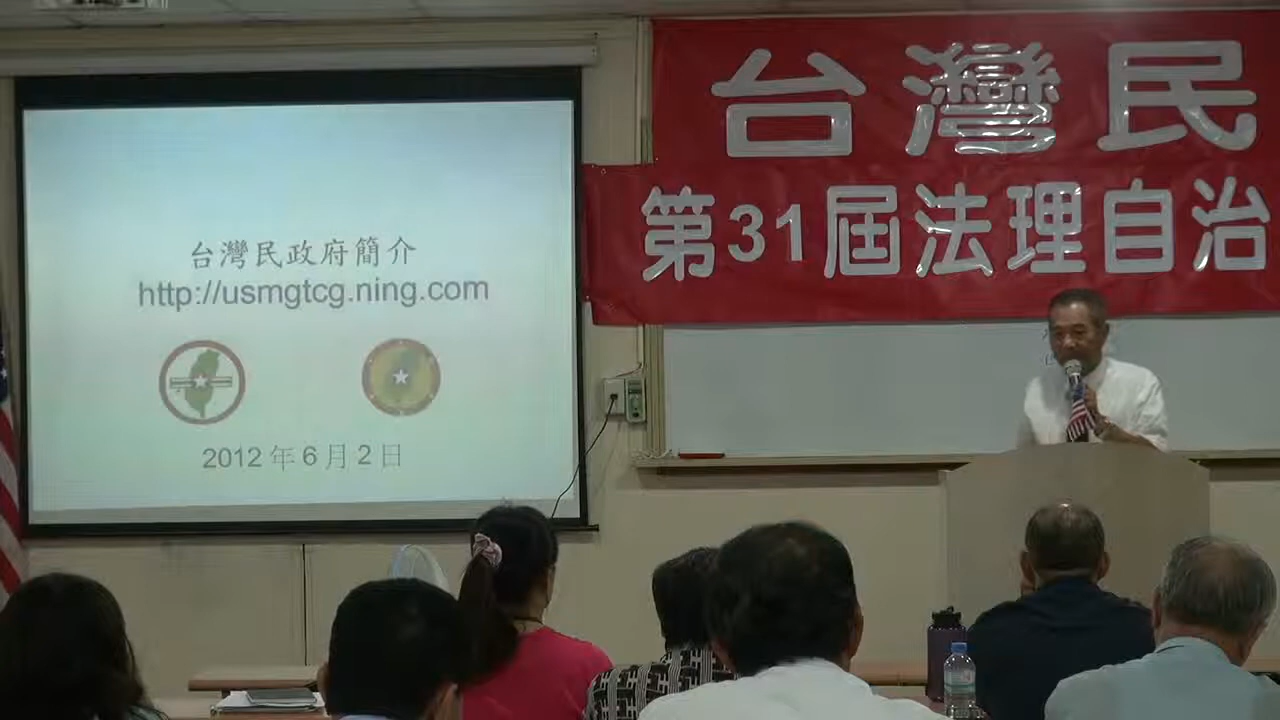 台灣民政府簡介
http://usmgtcg.ning.com
2012年6月2日
台灣民
第31屆法理自治